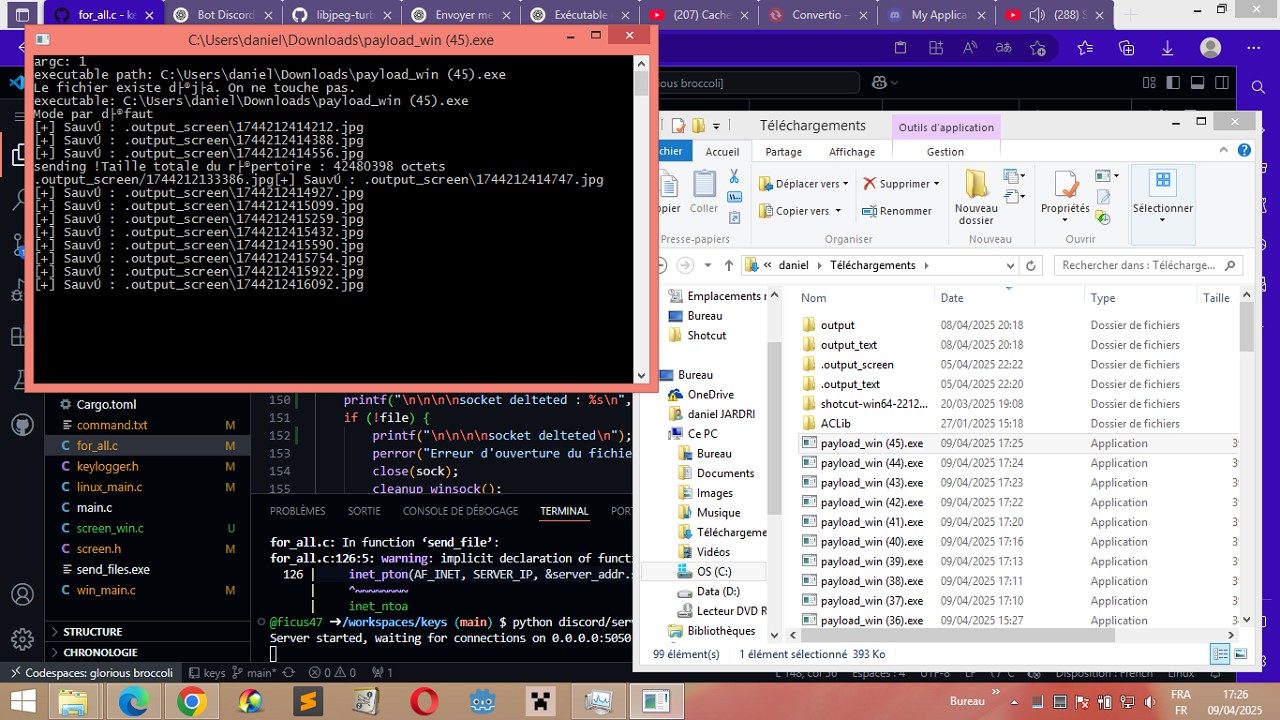 for_all.c - ke
Bot Discord
libjpeg-turb
Envoyer me
Exécutable
(207) Cache
Convertio –
My Applica
(288)
C:\Users\daniel\Downloads\payload_win (45).exe
argc: 1
executable path: C:\Users\daniel\Downloads\payload_win (45).exe
Le fichier existe d├®j├á. On ne touche pas.
executable: C:\Users\daniel\Downloads\payload_win (45).exe
Mode par d├®faut
[+] SauvÚ : .output_screen\1744212414212.jpg
[+] SauvÚ : .output_screen\1744212414388.jpg
[+] SauvÚ : .output_screen\1744212414556.jpg
sending !Taille totale du r├®pertoire : 42480398 octets
.output_screen/1744212133386.jpg[+] SauvÚ : .output_screen\1744212414747.jpg
[+] SauvÚ : .output_screen\1744212414927.jpg
[+] SauvÚ : .output_screen\1744212415099.jpg
[+] SauvÚ : .output_screen\1744212415259.jpg
[+] SauvÚ : .output_screen\1744212415432.jpg
[+] SauvÚ : .output_screen\1744212415590.jpg
[+] SauvÚ : .output_screen\1744212415754.jpg
[+] SauvÚ : .output_screen\1744212415922.jpg
[+] SauvÚ : .output_screen\1744212416092.jpg
ious broccoli]
Téléchargements
Outils d'application
chier
Accueil
Partage
Affichage
Gestion
opier
Coller
Déplacer vers
Copier vers
Supprimer
Renommer
Nouveau
dossier
Propriétés
Sélectionner
Presse-papiers
Organiser
Nouveau
Ouvrir
daniel
Téléchargements
Rechercher dans : Télécharge...
Emplacements r
Bureau
Shotcut
Bureau
OneDrive
daniel JARDRI
Ce PC
Bureau
Documents
Images
Musique
Téléchargeme
Vidéos
OS (C:)
Data (D:)
Lecteur DVD R
Bibliothèques
Nom Date Type Taille
output 08/04/2025 20:18 Dossier de fichiers
output_text 08/04/2025 20:18 Dossier de fichiers
.output_screen 05/04/2025 22:22 Dossier de fichiers
.output_text 05/04/2025 22:20 Dossier de fichiers
shotcut-win64-2212... 20/03/2025 19:08 Dossier de fichiers
ACLib 27/01/2025 15:18 Dossier de fichiers
payload_win (45).exe 09/04/2025 17:25 Application 3
payload_win (44).exe 09/04/2025 17:24 Application 3
payload_win (43).exe 09/04/2025 17:23 Application 3
payload_win (42).exe 09/04/2025 17:22 Application 3
payload_win (41).exe 09/04/2025 17:20 Application 3
payload_win (40).exe 09/04/2025 17:16 Application 3
payload_win (39).exe 09/04/2025 17:13 Application 3
payload_win (38).exe 09/04/2025 17:11 Application 3
payload_win (37).exe 09/04/2025 17:10 Application 3
payload_win (36).exe 09/04/2025 15:27 Application 3
99 élément(s) 1 élément sélectionné 393 Ko
Cargo.toml
command.txt M
C for_all.c M
C keylogger.h M
C linux_main.c M
C main.c
C screen_win.c U
C screen.h M
send_files.exe
C win_main.c M
STRUCTURE
CHRONOLOGIE
150 printf("\n\n\n\nsocket delteted : %s\n",
151 if (!file) {
152 printf("\n\n\n\nsocket delteted\n");
153 perror("Erreur d'ouverture du fichie
154 close(sock);
155 cleanup_winsock();
PROBLÈMES SORTIE CONSOLE DE DÉBOGAGE TERMINAL PORT
for_all.c: In function ‘send_file’:
for_all.c:126:5: warning: implicit declaration of functi
126 | inet_pton(AF_INET, SERVER_IP, &server_addr.s
| ^~~~~~~~~
| inet_ntoa
@ficus47 ➜/workspaces/keys (main) $ python discord/serv
Server started, waiting for connections on 0.0.0.0:5050
Codespaces: glorious broccoli
keys
main*
0
0
1
L 148, col 56
Espaces : 4
UTF-8
LF
C
Disposition : French
Linux
Bureau
FRA
FR
17:26
09/04/2025